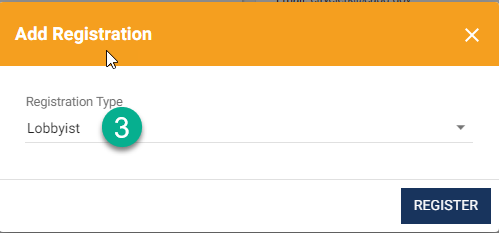 Add Registration
Registration Type
Lobbyist
3
REGISTER